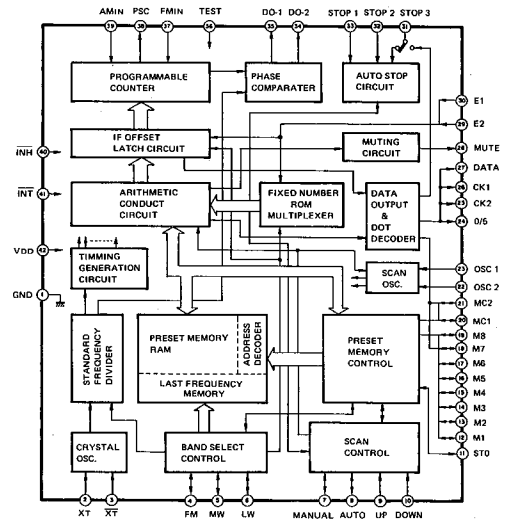 AMIN PSC FMIN TEST DO-1 DO-2 STOP 1 STOP 2 STOP 3
39 38 37 36 35 34 33 32 31
PROGRAMMABLE
COUNTER
PHASE
COMPARATER
AUTO STOP
CIRCUIT
30 E1
29 E2
IF OFFSET
LATCH CIRCUIT
MUTING
CIRCUIT
28 MUTE
INH 40
27 DATA
26 CK1
25 CK2
24 0/5
INT 41
ARITHMETIC
CONDUCT
CIRCUIT
FIXED NUMBER
ROM
MULTIPLEXER
DATA
OUTPUT
&
DOT
DECODER
VDD 42
TIMMING
GENERATION
CIRCUIT
SCAN
OSC.
23 OSC 1
22 OSC 2
GND 1
21 MC2
20 MC1
STANDARD
FREQUENCY
DIVIDER
PRESET MEMORY
RAM
ADDRESS
DECODER
LAST FREQUENCY
MEMORY
PRESET
MEMORY
CONTROL
19 M8
18 M7
17 M6
16 M5
15 M4
14 M3
13 M2
12 M1
11 ST0
CRYSTAL
OSC.
BAND SELECT
CONTROL
SCAN
CONTROL
2 3 4 5 6 7 8 9 10
XT XT FM MW LW MANUAL AUTO UP DOWN